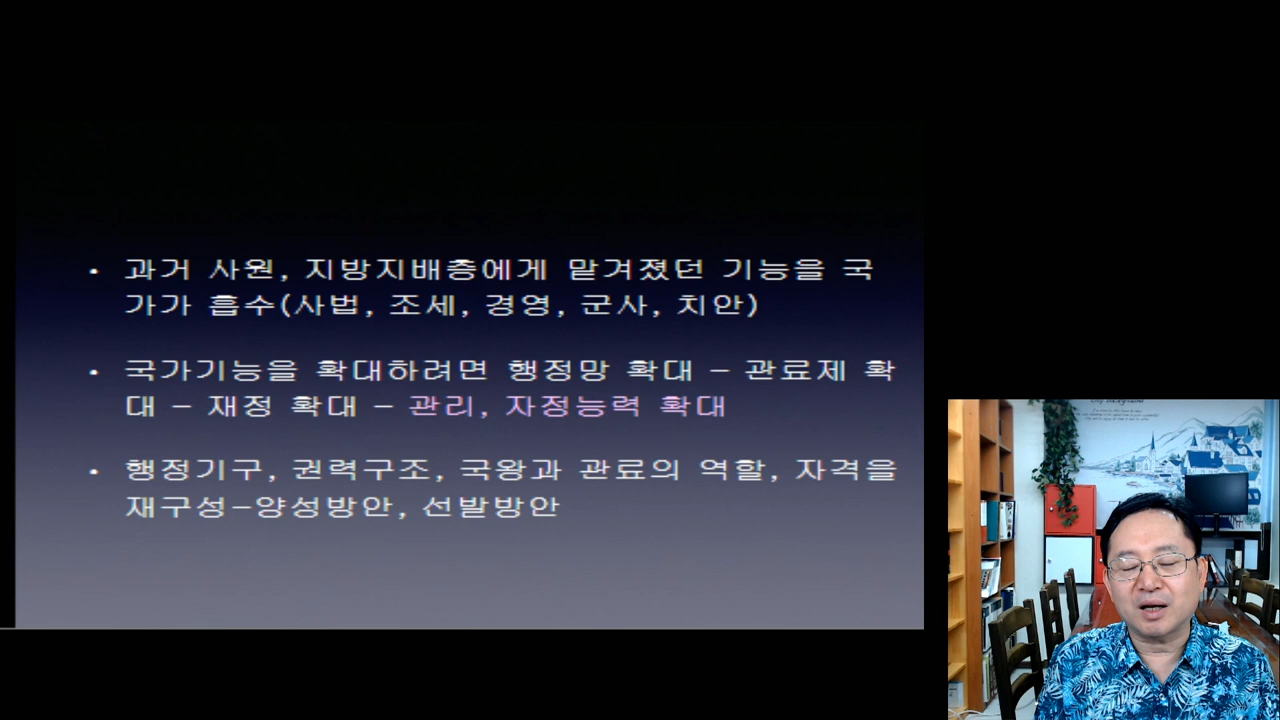 • 과거 사원, 지방지배층에게 맡겨졌던 기능을 국
가가 흡수(사법, 조세, 경영, 군사, 치안)
• 국가기능을 확대하려면 행정망 확대 – 관료제 확
대 – 재정 확대 – 관리, 자정능력 확대
• 행정기구, 권력구조, 국왕과 관료의 역할, 자격을
재구성–양성방안, 선발방안